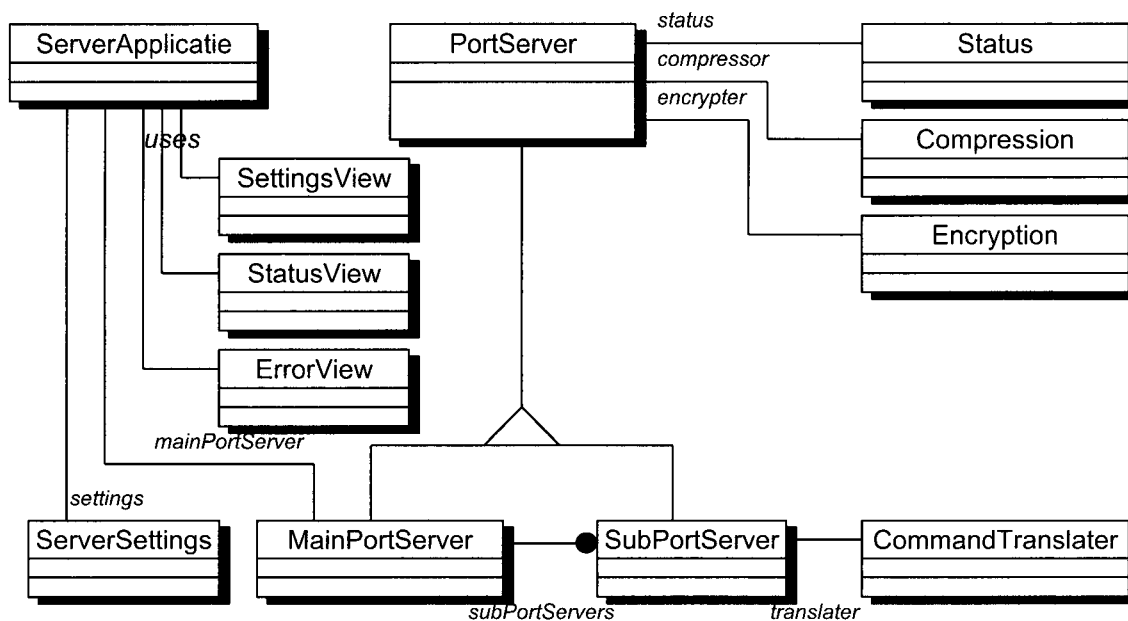 status
ServerApplicatie
PortServer
Status
compressor
encrypter
uses
Compression
SettingsView
Encryption
StatusView
ErrorView
mainPortServer
settings
ServerSettings
MainPortServer
SubPortServer
CommandTranslater
subPortServers
translater